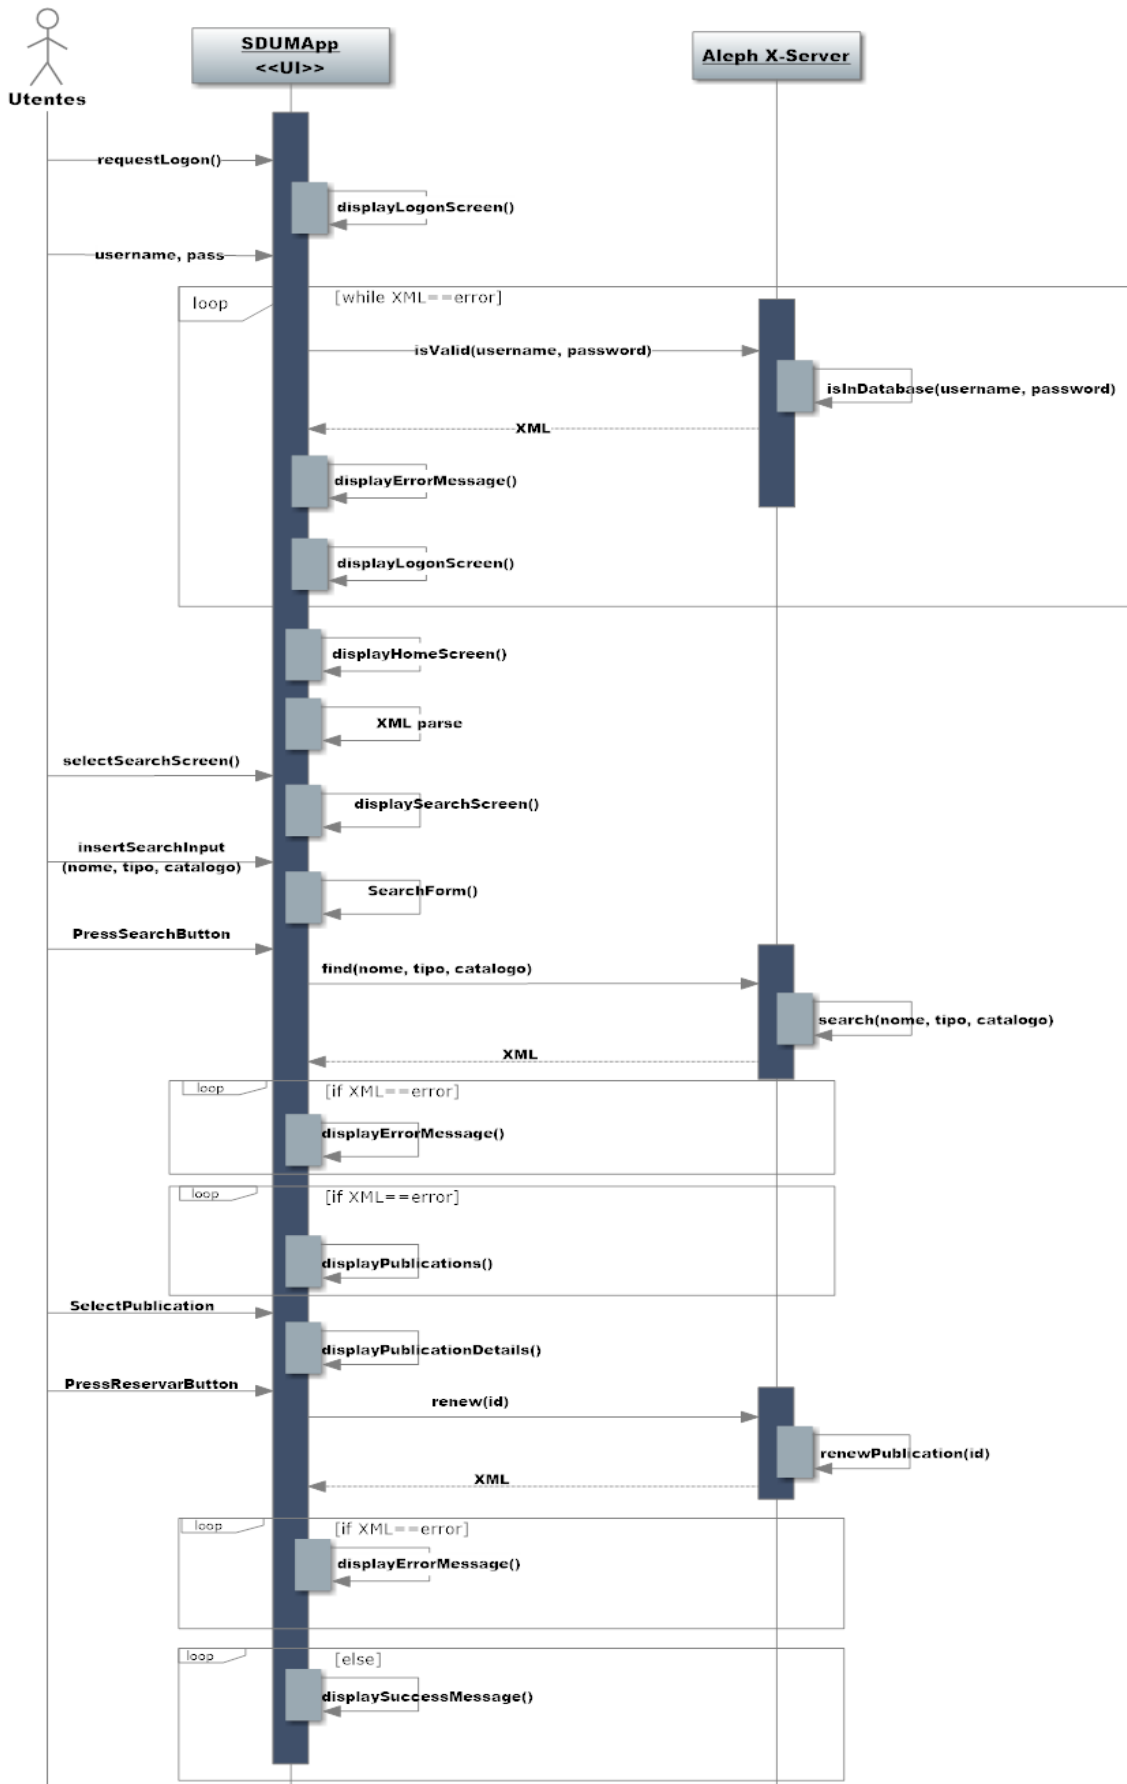 SDUMApp
<<UI>>
Aleph X-Server
Utentes
requestLogon()
displayLogonScreen()
username, pass
loop
[while XML==error]
isValid(username, password)
isInDatabase(username, password)
XML
displayErrorMessage()
displayLogonScreen()
displayHomeScreen()
XML parse
selectSearchScreen()
displaySearchScreen()
insertSearchInput
(nome, tipo, catalogo)
SearchForm()
PressSearchButton
find(nome, tipo, catalogo)
search(nome, tipo, catalogo)
XML
loop
[if XML==error]
displayErrorMessage()
loop
[if XML==error]
displayPublications()
SelectPublication
displayPublicationDetails()
PressReservarButton
renew(id)
renewPublication(id)
XML
loop
[if XML==error]
displayErrorMessage()
loop
[else]
displaySuccessMessage()